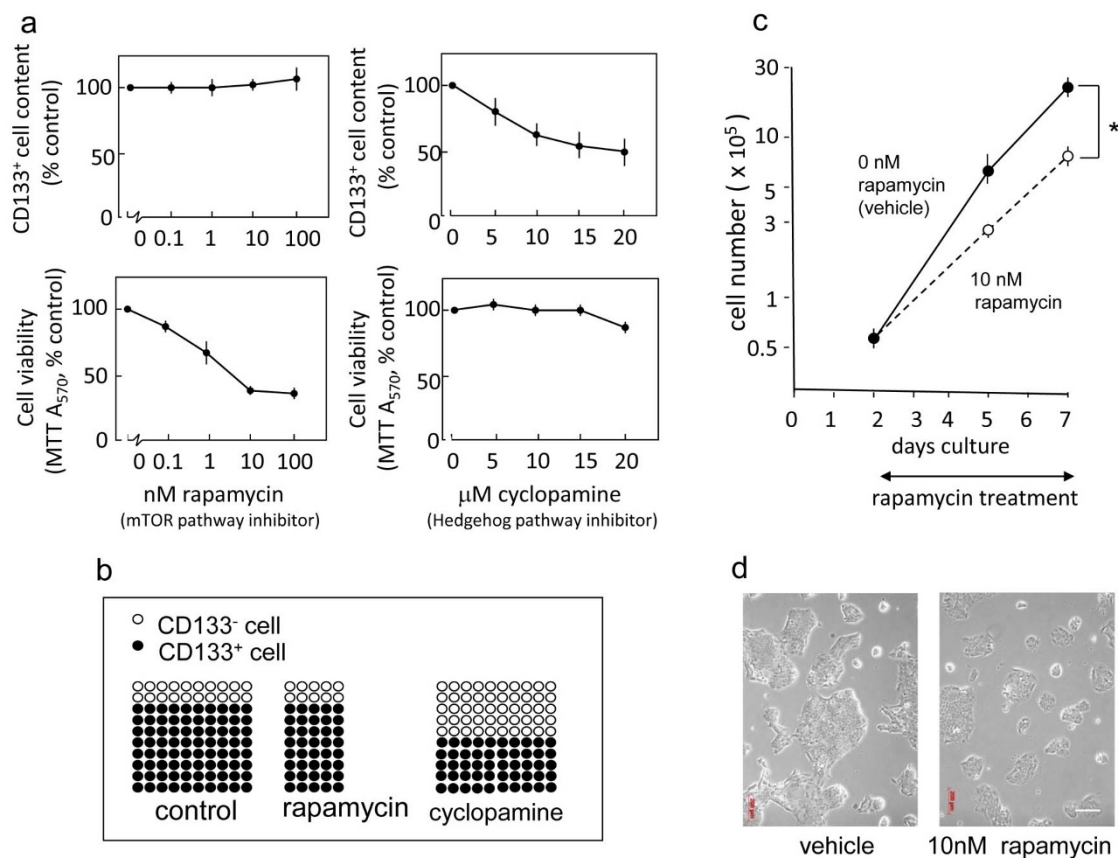 a
CD133⁺ cell content
(% control)
100
50
0
0 0.1 1 10 100
CD133⁺ cell content
(% control)
100
50
0
0 5 10 15 20
Cell viability
(MTT A₅₇₀, % control)
100
50
0
0 0.1 1 10 100
nM rapamycin
(mTOR pathway inhibitor)
Cell viability
(MTT A₅₇₀, % control)
100
50
0
0 5 10 15 20
μM cyclopamine
(Hedgehog pathway inhibitor)
b
CD133⁻ cell
CD133⁺ cell
control
rapamycin
cyclopamine
c
cell number ( x 10⁵)
30
10
5
3
1
0.5
0 nM
rapamycin
(vehicle)
10 nM
rapamycin
*
0 1 2 3 4 5 6 7
days culture
rapamycin treatment
d
vehicle
10nM rapamycin